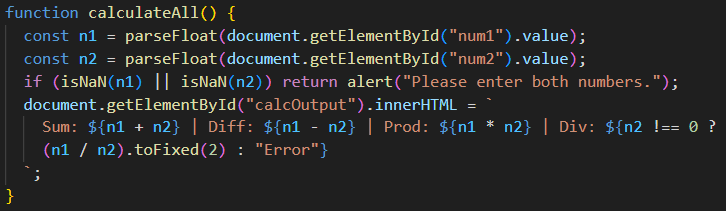 function calculateAll() {
  const n1 = parseFloat(document.getElementById("num1").value);
  const n2 = parseFloat(document.getElementById("num2").value);
  if (isNaN(n1) || isNaN(n2)) return alert("Please enter both numbers.");
  document.getElementById("calcOutput").innerHTML = `
    Sum: ${n1 + n2} | Diff: ${n1 - n2} | Prod: ${n1 * n2} | Div: ${n2 !== 0 ?
    (n1 / n2).toFixed(2) : "Error"}
  `;
}